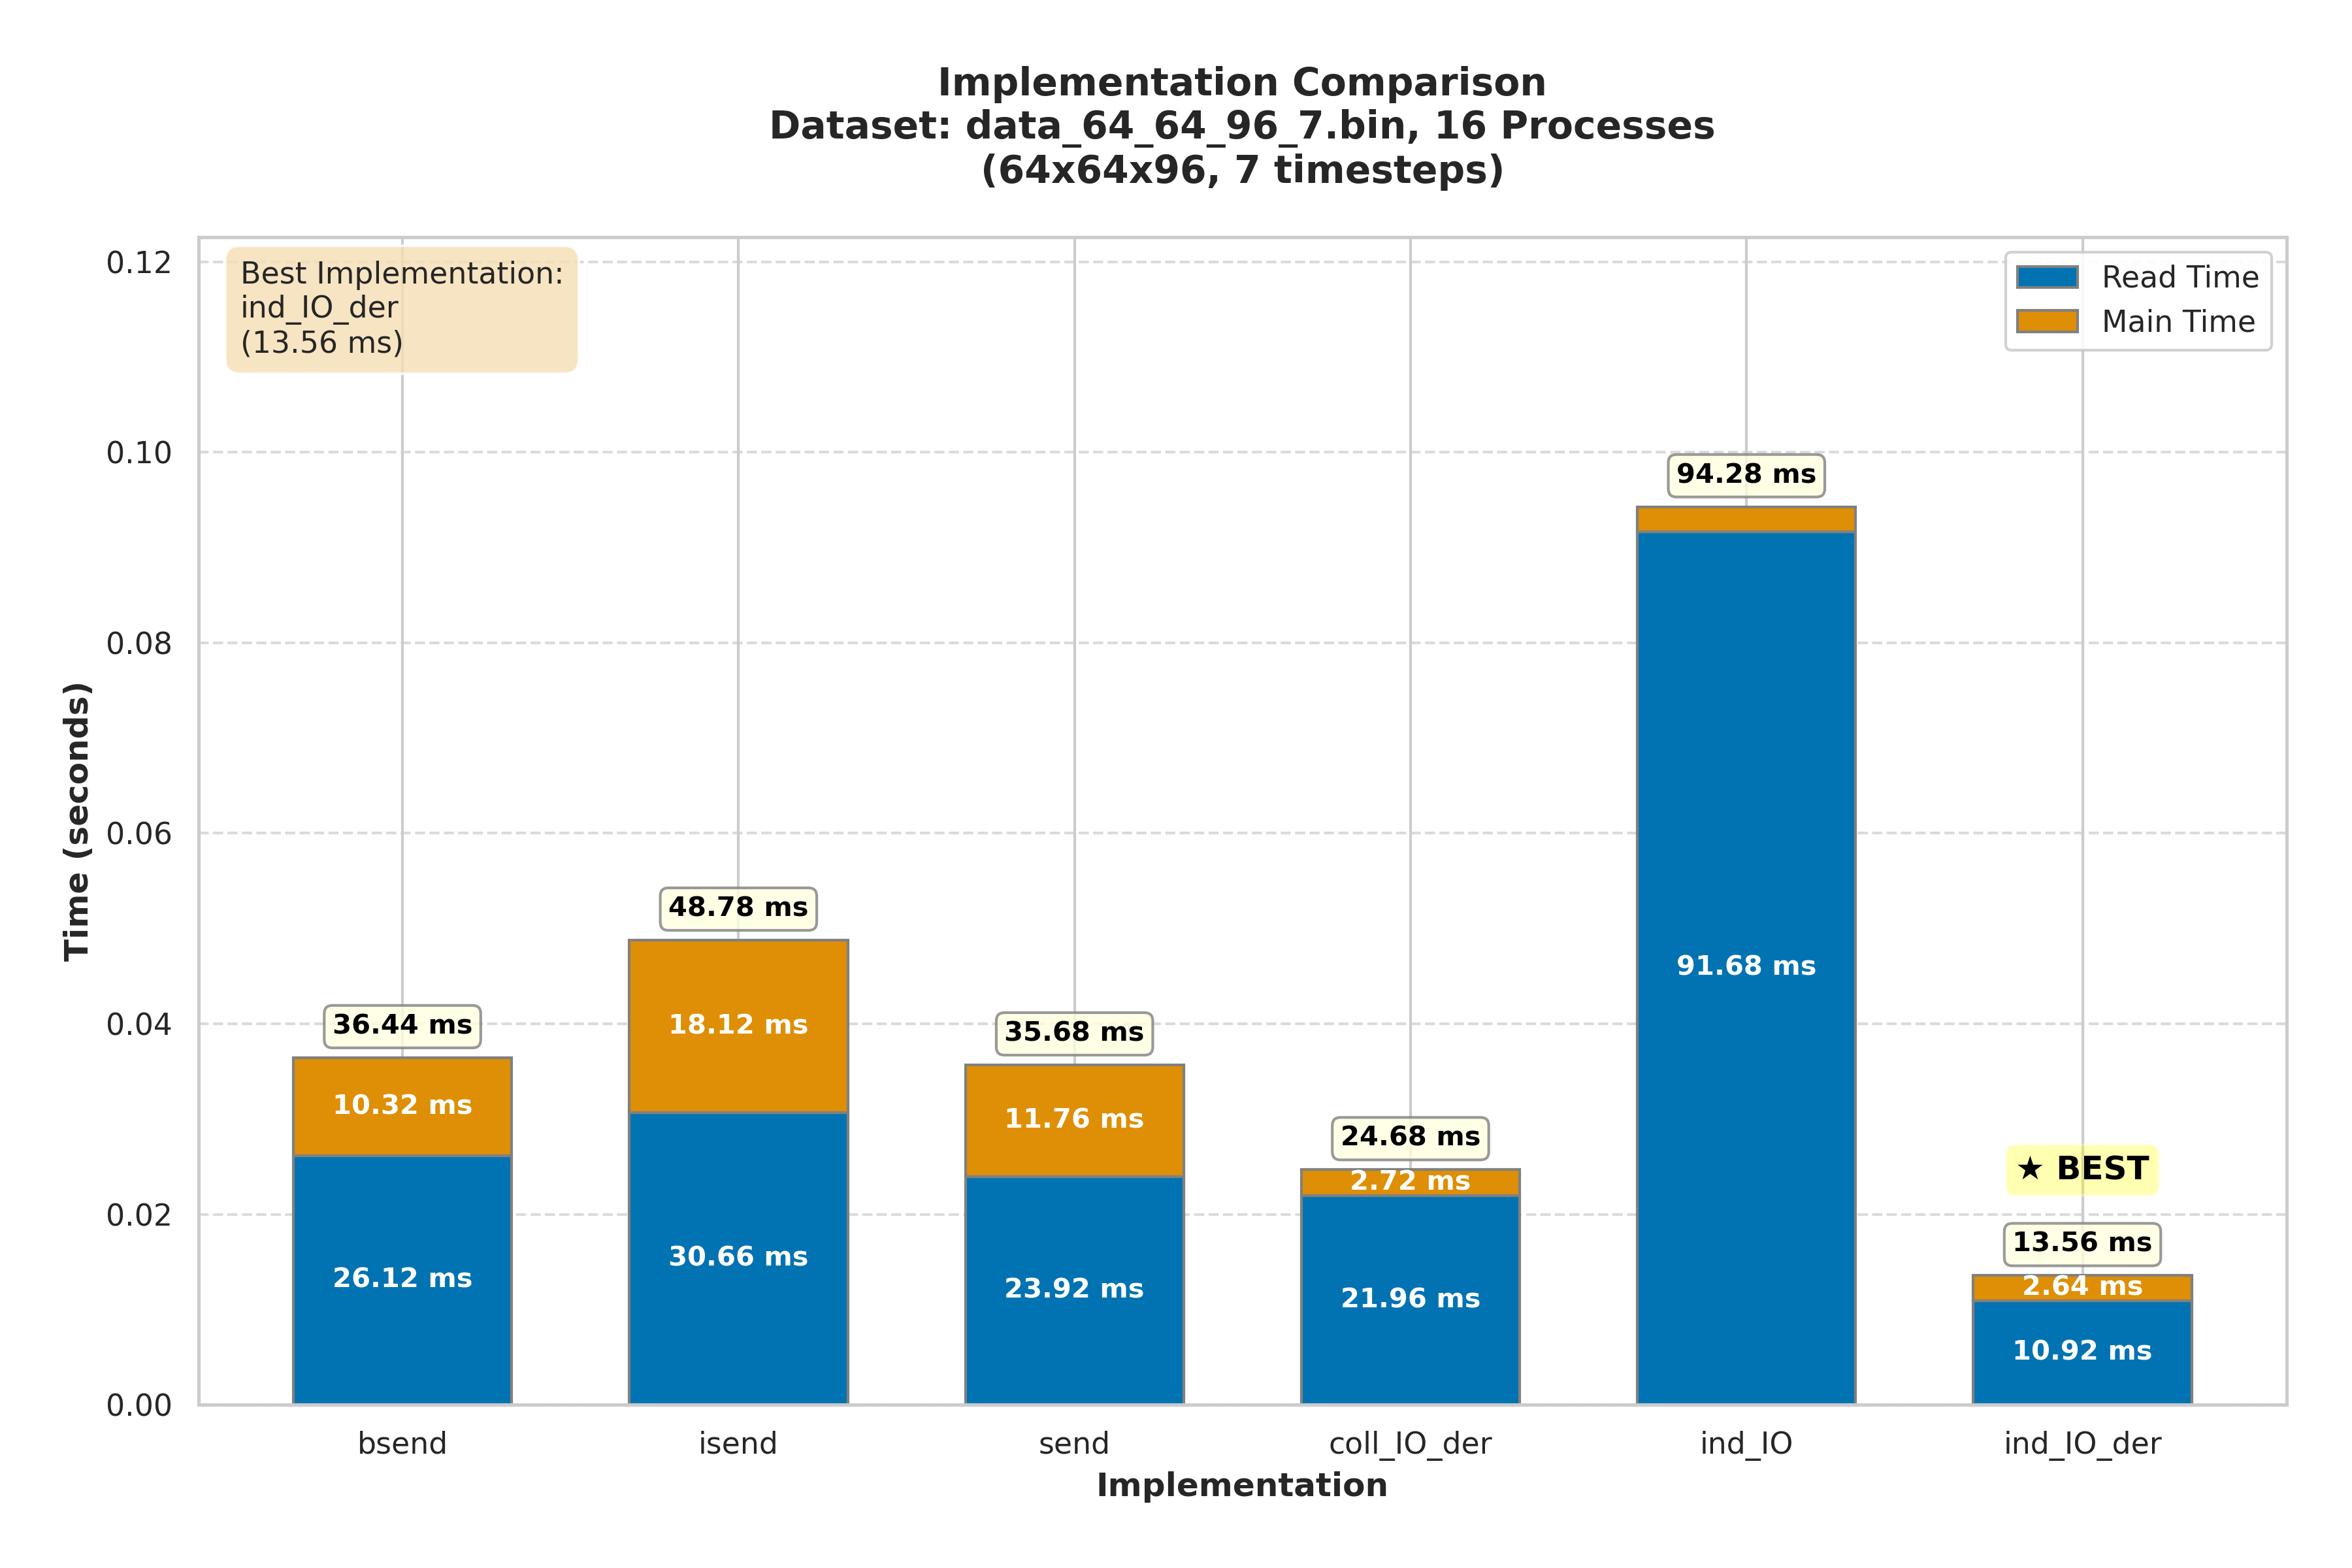 Implementation Comparison
Dataset: data_64_64_96_7.bin, 16 Processes
(64x64x96, 7 timesteps)
Best Implementation:
ind_IO_der
(13.56 ms)
Read Time
Main Time
Time (seconds)
0.12
0.10
0.08
0.06
0.04
0.02
0.00
36.44 ms
10.32 ms
26.12 ms
48.78 ms
18.12 ms
30.66 ms
35.68 ms
11.76 ms
23.92 ms
24.68 ms
2.72 ms
21.96 ms
94.28 ms
91.68 ms
★ BEST
13.56 ms
2.64 ms
10.92 ms
bsend
isend
send
coll_IO_der
ind_IO
ind_IO_der
Implementation